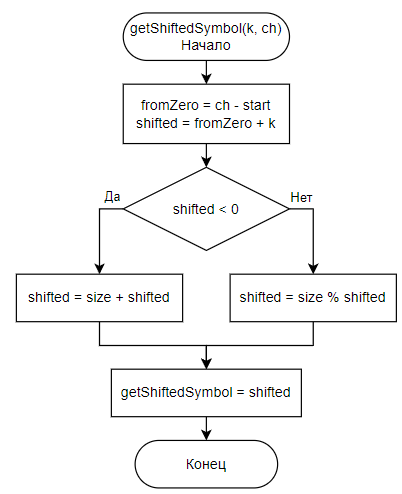 getShiftedSymbol(k, ch)
Начало
fromZero = ch - start
shifted = fromZero + k
shifted < 0
Да
Нет
shifted = size + shifted
shifted = size % shifted
getShiftedSymbol = shifted
Конец